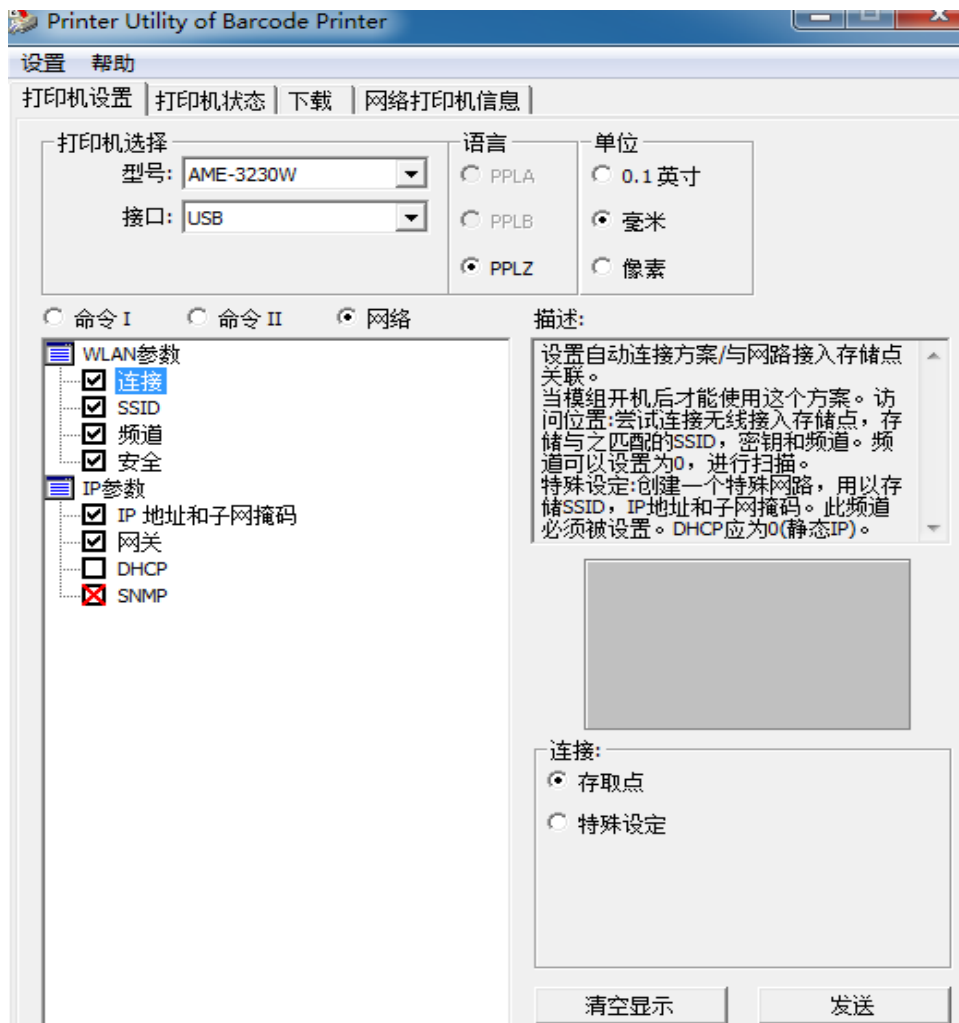 Printer Utility of Barcode Printer
设置 帮助
打印机设置 打印机状态 下载 网络打印机信息
打印机选择
型号: AME-3230W
接口: USB
语言
PPLA
PPLB
PPLZ
单位
0.1英寸
毫米
像素
命令 I 命令 II 网络
WLAN参数
连接
SSID
频道
安全
IP参数
IP 地址和子网掩码
网关
DHCP
SNMP
描述:
设置自动连接方案/与网路接入存储点
关联。
当模组开机后才能使用这个方案。访
问位置:尝试连接无线接入存储点，存
储与之匹配的SSID，密钥和频道。频
道可以设置为0，进行扫描。
特殊设定:创建一个特殊网路，用以存
储SSID，IP地址和子网掩码。此频道
必须被设置。DHCP应为0(静态IP)。
连接:
存取点
特殊设定
清空显示 发送